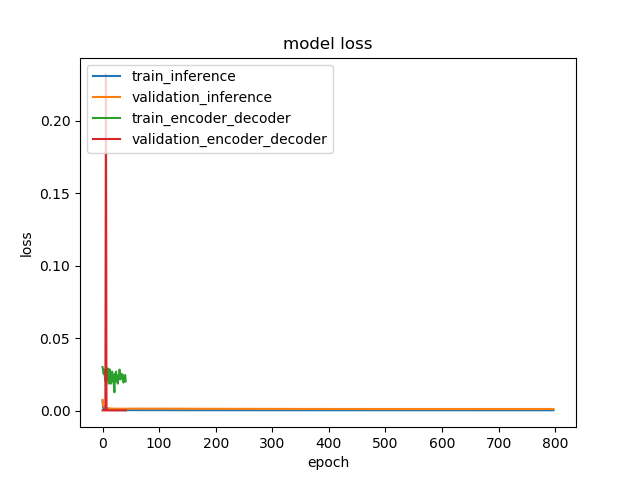 model loss
train_inference
validation_inference
train_encoder_decoder
validation_encoder_decoder
0.20
0.15
0.10
0.05
0.00
loss
0 100 200 300 400 500 600 700 800
epoch